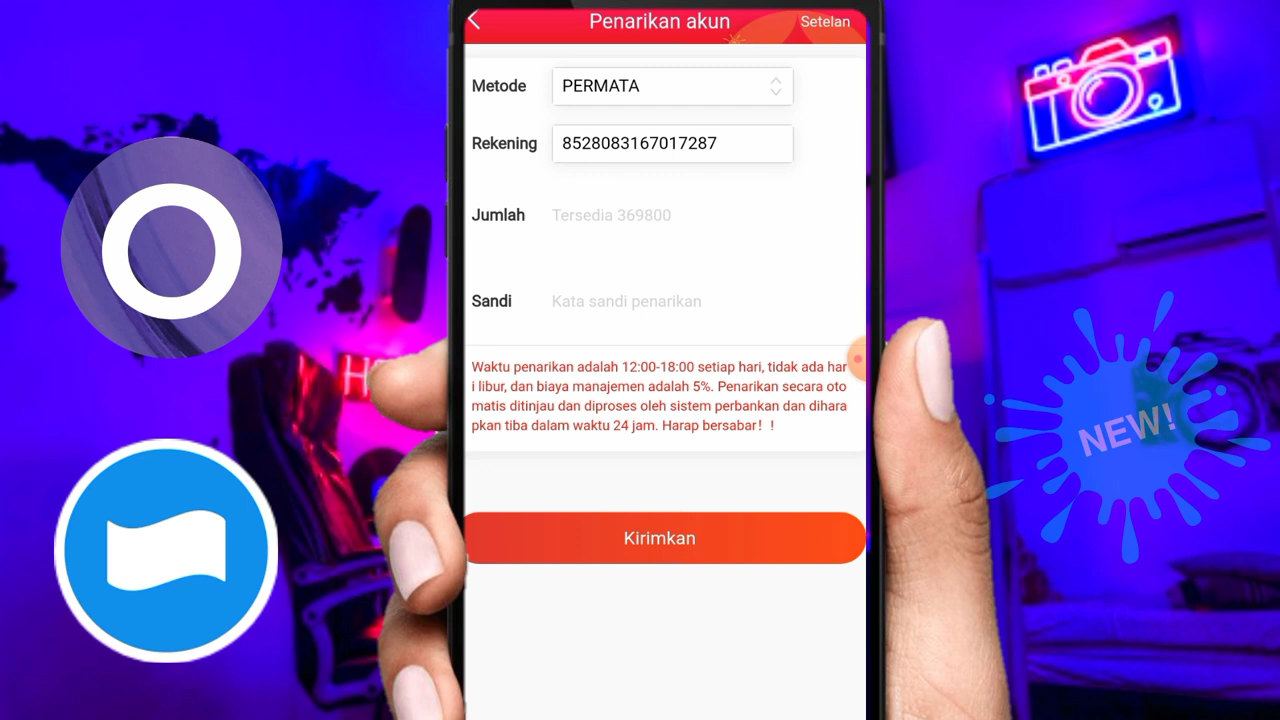 Penarikan akun
Setelan
Metode
PERMATA
Rekening
8528083167017287
Jumlah
Tersedia 369800
Sandi
Kata sandi penarikan
Waktu penarikan adalah 12:00-18:00 setiap hari, tidak ada har
i libur, dan biaya manajemen adalah 5%. Penarikan secara oto
matis ditinjau dan diproses oleh sistem perbankan dan dihara
pkan tiba dalam waktu 24 jam. Harap bersabar！！
Kirimkan
NEW!